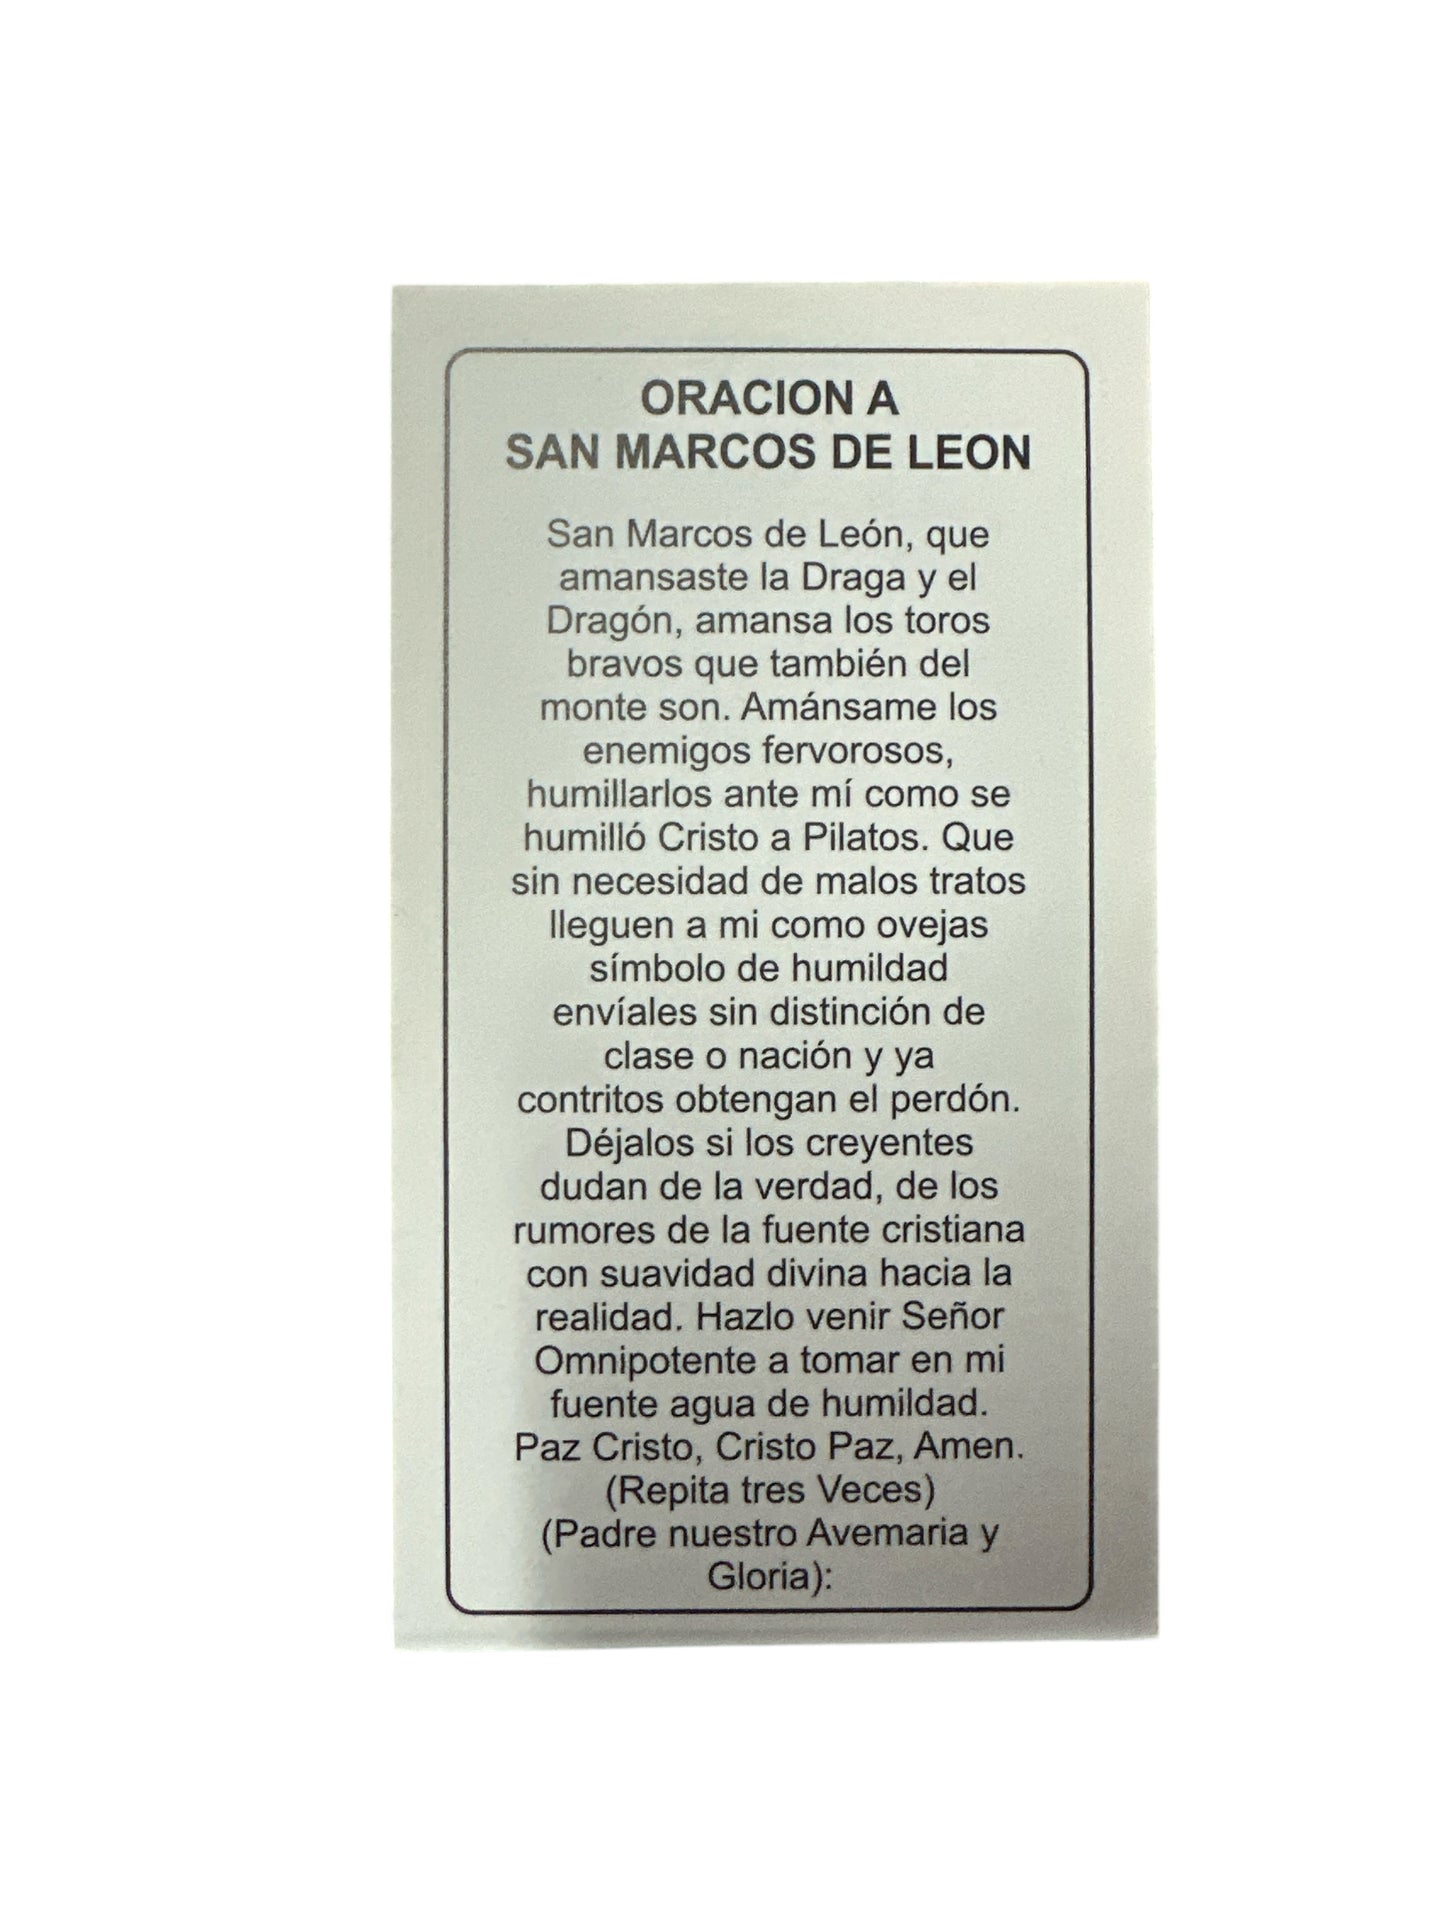 ORACION A
SAN MARCOS DE LEON
San Marcos de León, que
amansaste la Draga y el
Dragón, amansa los toros
bravos que también del
monte son. Amánsame los
enemigos fervorosos,
humillarlos ante mí como se
humilló Cristo a Pilatos. Que
sin necesidad de malos tratos
lleguen a mi como ovejas
símbolo de humildad
envíales sin distinción de
clase o nación y ya
contritos obtengan el perdón.
Déjalos si los creyentes
dudan de la verdad, de los
rumores de la fuente cristiana
con suavidad divina hacia la
realidad. Hazlo venir Señor
Omnipotente a tomar en mi
fuente agua de humildad.
Paz Cristo, Cristo Paz, Amen.
(Repita tres Veces)
(Padre nuestro Avemaria y
Gloria):